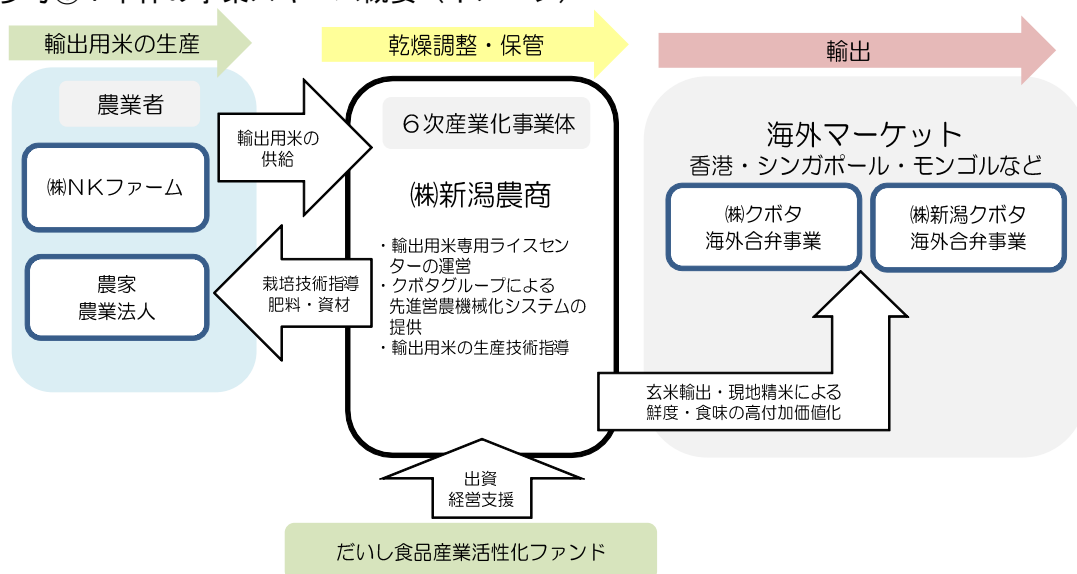 輸出用米の生産
乾燥調整・保管
輸出
農業者
㈱NKファーム
農家
農業法人
輸出用米の
供給
栽培技術指導
肥料・資材
6次産業化事業体
㈱新潟農商
・輸出用米専用ライスセン
ターの運営
・クボタグループによる
先進営農機械化システムの
提供
・輸出用米の生産技術指導
海外マーケット
香港・シンガポール・モンゴルなど
㈱クボタ
海外合弁事業
㈱新潟クボタ
海外合弁事業
玄米輸出・現地精米による
鮮度・食味の高付加価値化
出資
経営支援
だいし食品産業活性化ファンド